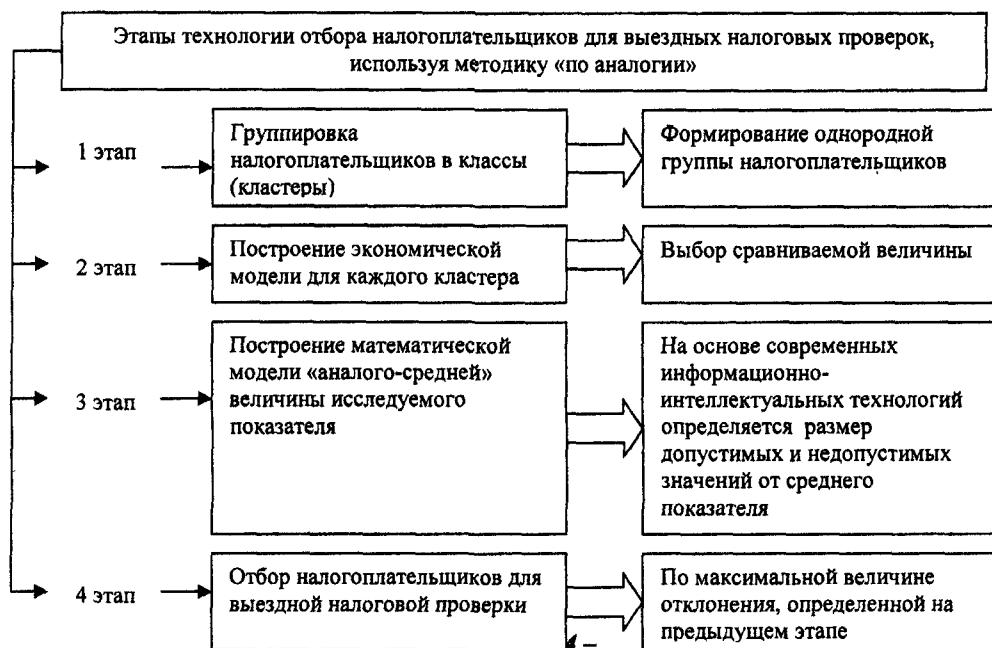 Этапы технологии отбора налогоплательщиков для выездных налоговых проверок,
используя методику «по аналогии»
1 этап
Группировка
налогоплательщиков в классы
(кластеры)
Формирование однородной
группы налогоплательщиков
2 этап
Построение экономической
модели для каждого кластера
Выбор сравниваемой величины
3 этап
Построение математической
модели «аналого-средней»
величины исследуемого
показателя
На основе современных
информационно-
интеллектуальных технологий
определяется размер
допустимых и недопустимых
значений от среднего
показателя
4 этап
Отбор налогоплательщиков для
выездной налоговой проверки
По максимальной величине
отклонения, определенной на
предыдущем этапе